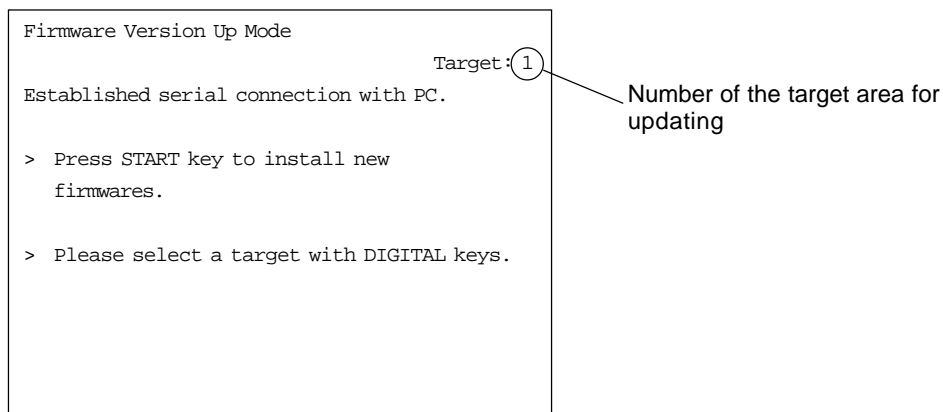 Firmware Version Up Mode
Target:1
Established serial connection with PC.
> Press START key to install new
firmwares.
> Please select a target with DIGITAL keys.
Number of the target area for
updating